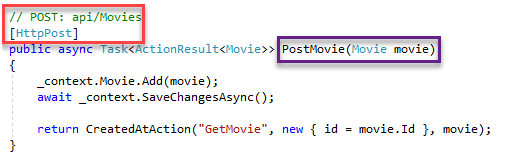 // POST: api/Movies
[HttpPost]
public async Task<ActionResult<Movie>> PostMovie(Movie movie)
{
    _context.Movie.Add(movie);
    await _context.SaveChangesAsync();

    return CreatedAtAction("GetMovie", new { id = movie.Id }, movie);
}